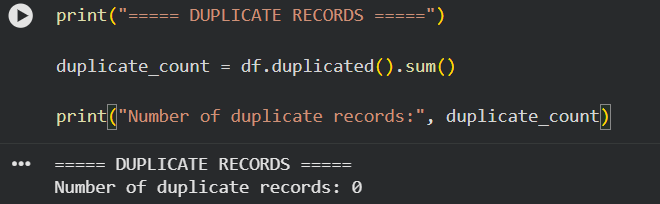 print("===== DUPLICATE RECORDS =====")
duplicate_count = df.duplicated().sum()
print("Number of duplicate records:", duplicate_count)
===== DUPLICATE RECORDS =====
Number of duplicate records: 0